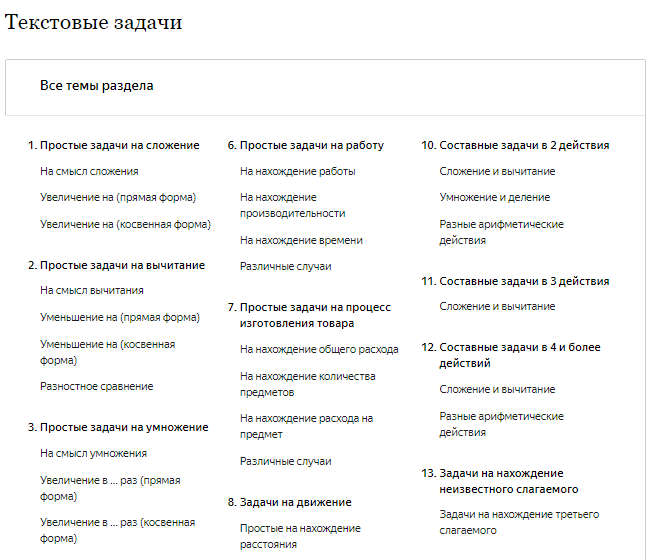 Текстовые задачи
Все темы раздела
1. Простые задачи на сложение
На смысл сложения
Увеличение на (прямая форма)
Увеличение на (косвенная форма)
2. Простые задачи на вычитание
На смысл вычитания
Уменьшение на (прямая форма)
Уменьшение на (косвенная
форма)
Разностное сравнение
3. Простые задачи на умножение
На смысл умножения
Увеличение в ... раз (прямая
форма)
Увеличение в ... раз (косвенная
форма)
6. Простые задачи на работу
На нахождение работы
На нахождение
производительности
На нахождение времени
Различные случаи
7. Простые задачи на процесс
изготовления товара
На нахождение общего расхода
На нахождение количества
предметов
На нахождение расхода на
предмет
Различные случаи
8. Задачи на движение
Простые на нахождение
расстояния
10. Составные задачи в 2 действия
Сложение и вычитание
Умножение и деление
Разные арифметические
действия
11. Составные задачи в 3 действия
Сложение и вычитание
12. Составные задачи в 4 и более
действий
Сложение и вычитание
Разные арифметические
действия
13. Задачи на нахождение
неизвестного слагаемого
Задачи на нахождение третьего
слагаемого